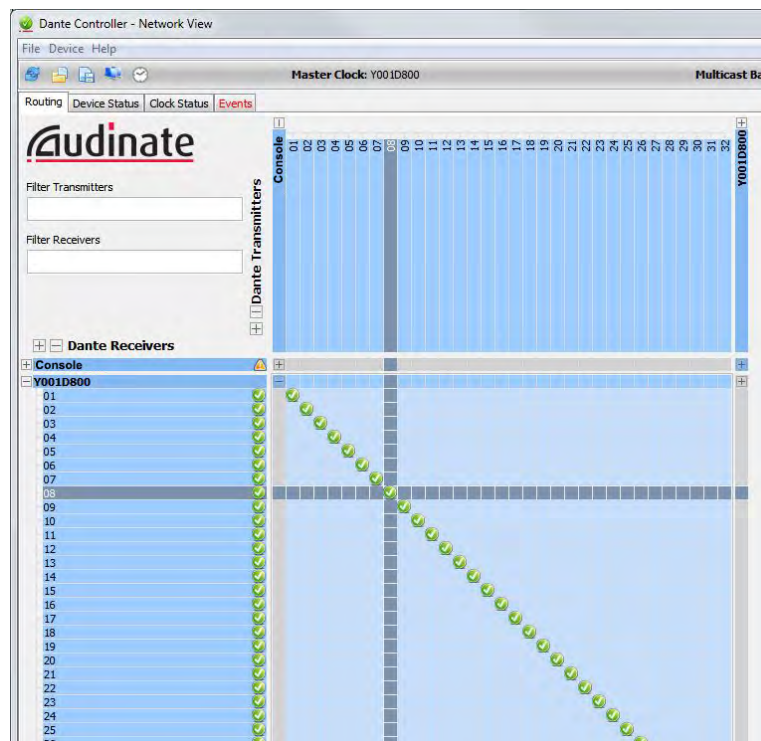 Dante Controller - Network View
File Device Help
Master Clock: Y001D800
Multicast Ba
Routing Device Status Clock Status Events
Audinate
Filter Transmitters
Filter Receivers
Dante Transmitters
Console 01 02 03 04 05 06 07 08 09 10 11 12 13 14 15 16 17 18 19 20 21 22 23 24 25 26 27 28 29 30 31 32 Y001D800
Dante Receivers
Console
Y001D800
01
02
03
04
05
06
07
08
09
10
11
12
13
14
15
16
17
18
19
20
21
22
23
24
25